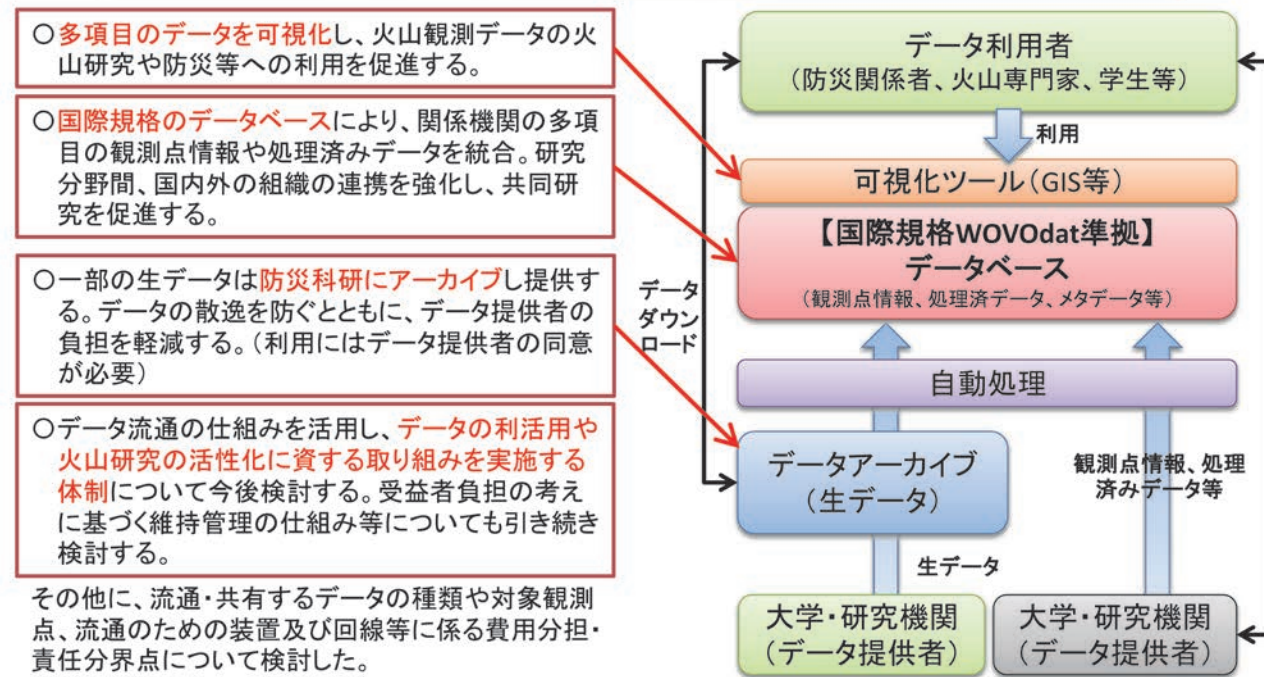 ○多項目のデータを可視化し、火山観測データの火
山研究や防災等への利用を促進する。
○国際規格のデータベースにより、関係機関の多項
目の観測点情報や処理済みデータを統合。研究
分野間、国内外の組織の連携を強化し、共同研
究を促進する。
○一部の生データは防災科研にアーカイブし提供す
る。データの散逸を防ぐとともに、データ提供者の
負担を軽減する。（利用にはデータ提供者の同意
が必要）
○データ流通の仕組みを活用し、データの利活用や
火山研究の活性化に資する取り組みを実施する
体制について今後検討する。受益者負担の考え
に基づく維持管理の仕組み等についても引き続き
検討する。
その他に、流通・共有するデータの種類や対象観測
点、流通のための装置及び回線等に係る費用分担・
責任分界点について検討した。
データ利用者
（防災関係者、火山専門家、学生等）
利用
可視化ツール（GIS等）
【国際規格WOVOdat準拠】
データベース
（観測点情報、処理済データ、メタデータ等）
データ
ダウン
ロード
自動処理
データアーカイブ
（生データ）
観測点情報、処理
済みデータ等
生データ
大学・研究機関
（データ提供者）
大学・研究機関
（データ提供者）